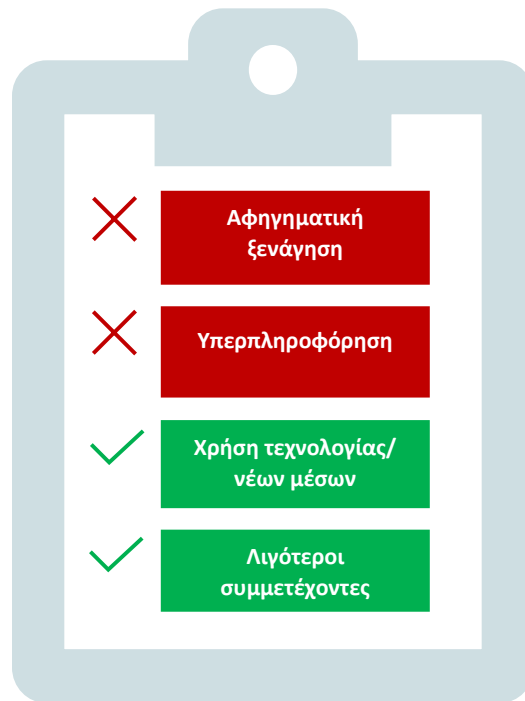 Αφηγηματική
ξενάγηση
Υπερπληροφόρηση
Χρήση τεχνολογίας/
νέων μέσων
Λιγότεροι
συμμετέχοντες